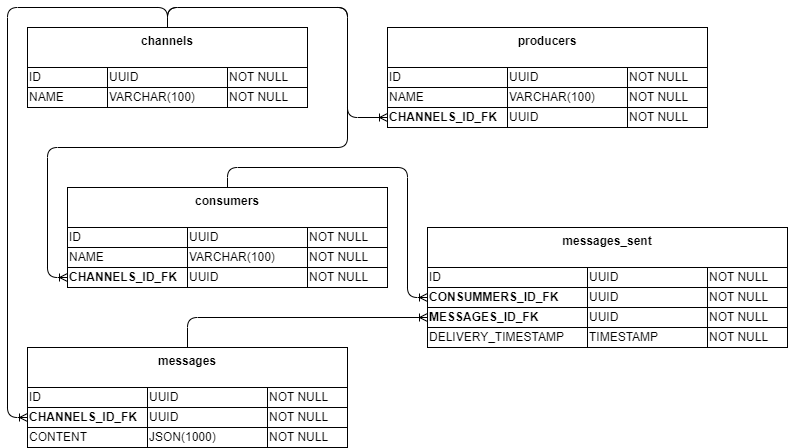 channels
ID UUID NOT NULL
NAME VARCHAR(100) NOT NULL
producers
ID UUID NOT NULL
NAME VARCHAR(100) NOT NULL
CHANNELS_ID_FK UUID NOT NULL
consumers
ID UUID NOT NULL
NAME VARCHAR(100) NOT NULL
CHANNELS_ID_FK UUID NOT NULL
messages_sent
ID UUID NOT NULL
CONSUMMERS_ID_FK UUID NOT NULL
MESSAGES_ID_FK UUID NOT NULL
DELIVERY_TIMESTAMP TIMESTAMP NOT NULL
messages
ID UUID NOT NULL
CHANNELS_ID_FK UUID NOT NULL
CONTENT JSON(1000) NOT NULL